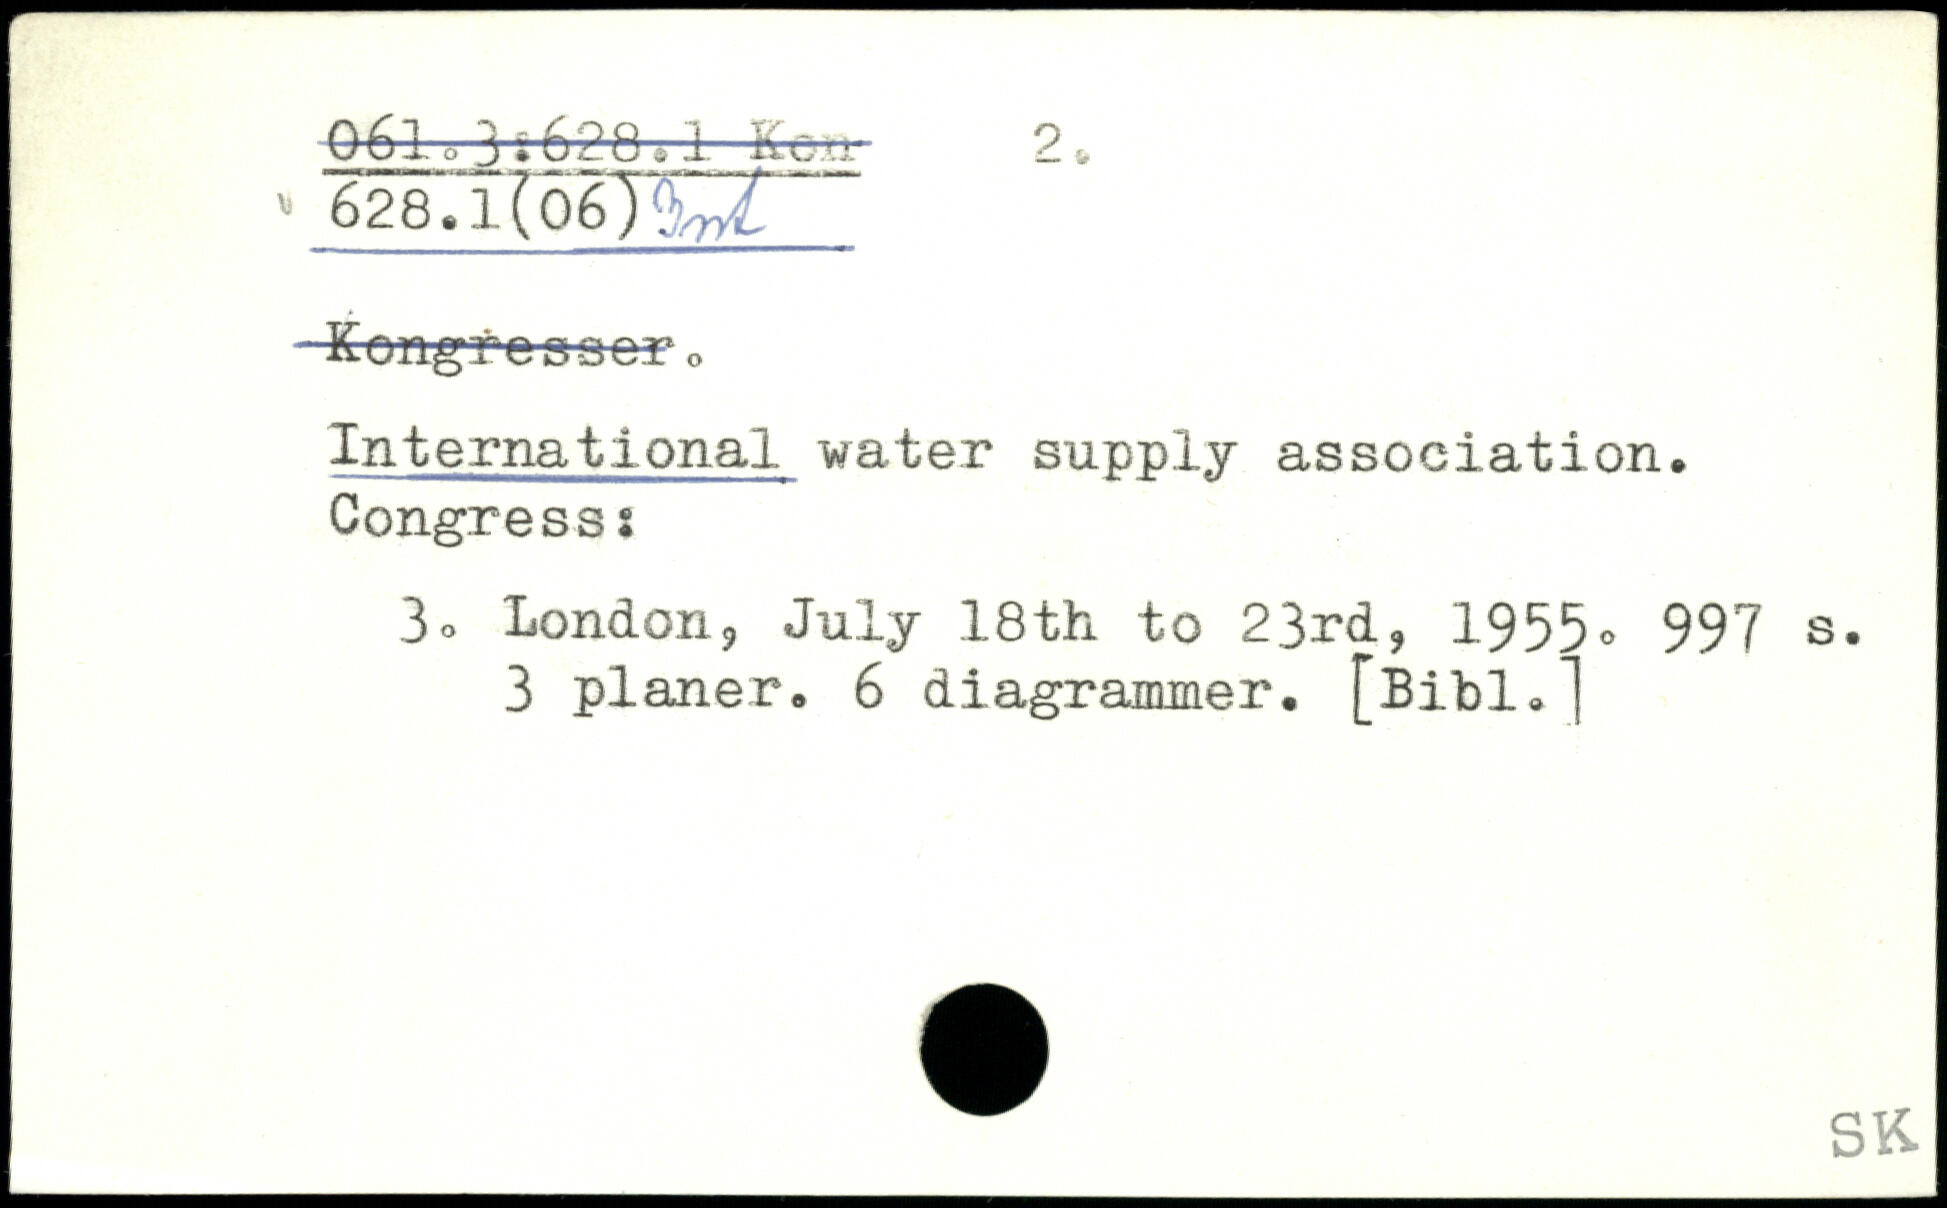 061.3:628.1 Kon 2.
628.1(06) Int
Kongresser.
International water supply association.
Congress:
3. London, July 18th to 23rd, 1955. 997 s.
3 planer. 6 diagrammer. [Bibl.]
SK